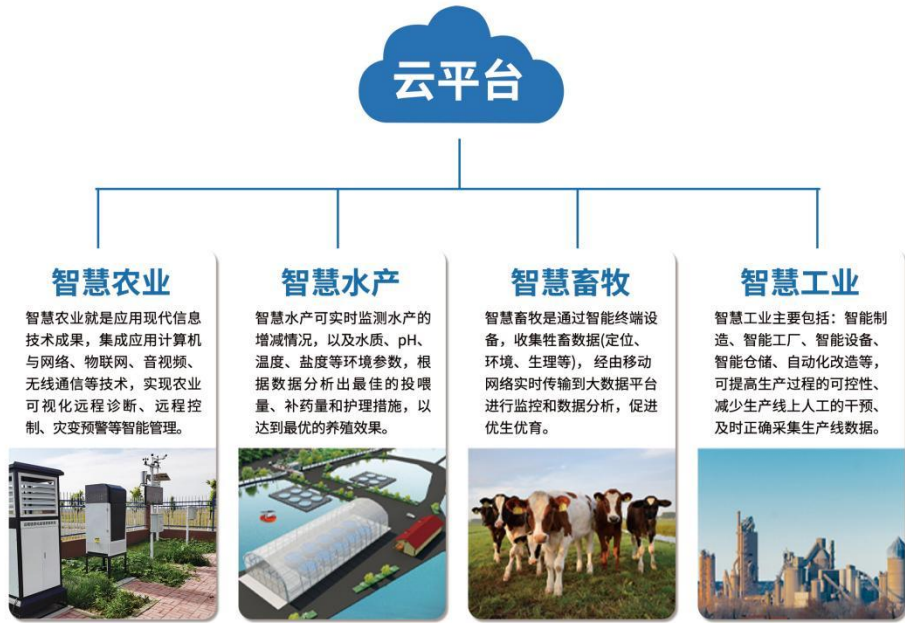 云平台
智慧农业
智慧农业就是应用现代信息
技术成果，集成应用计算机
与网络、物联网、音视频、
无线通信等技术，实现农业
可视化远程诊断、远程控
制、灾变预警等智能管理。
智慧水产
智慧水产可实时监测水产的
增减情况，以及水质、pH、
温度、盐度等环境参数，根
据数据分析出最佳的投喂
量、补药量和护理措施，以
达到最优的养殖效果。
智慧畜牧
智慧畜牧是通过智能终端设
备，收集牲畜数据(定位、
环境、生理等)，经由移动
网络实时传输到大数据平台
进行监控和数据分析，促进
优生优育。
智慧工业
智慧工业主要包括：智能制
造、智能工厂、智能设备、
智能仓储、自动化改造等，
可提高生产过程的可控性、
减少生产线上人工的干预、
及时正确采集生产线数据。